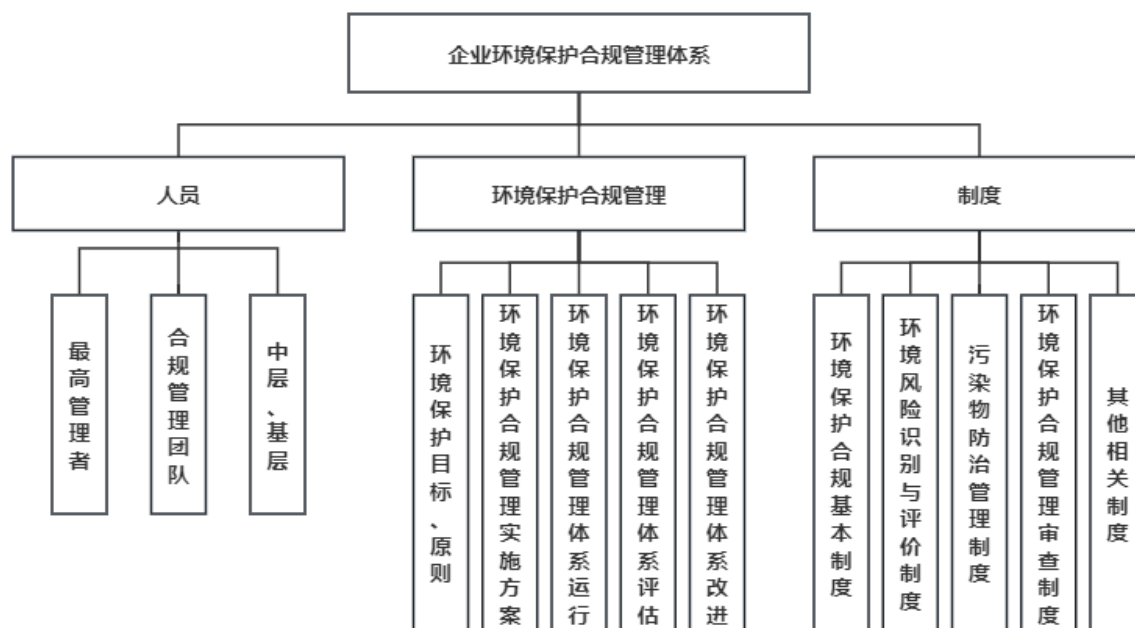 企业环境保护合规管理体系
人员
环境保护合规管理
制度
最高管理者
合规管理团队
中层、基层
环境保护目标、原则
环境保护合规管理实施方案
环境保护合规管理体系运行
环境保护合规管理体系评估
环境保护合规管理体系改进
环境保护合规基本制度
环境风险识别与评价制度
污染物防治管理制度
环境保护合规管理审查制度
其他相关制度